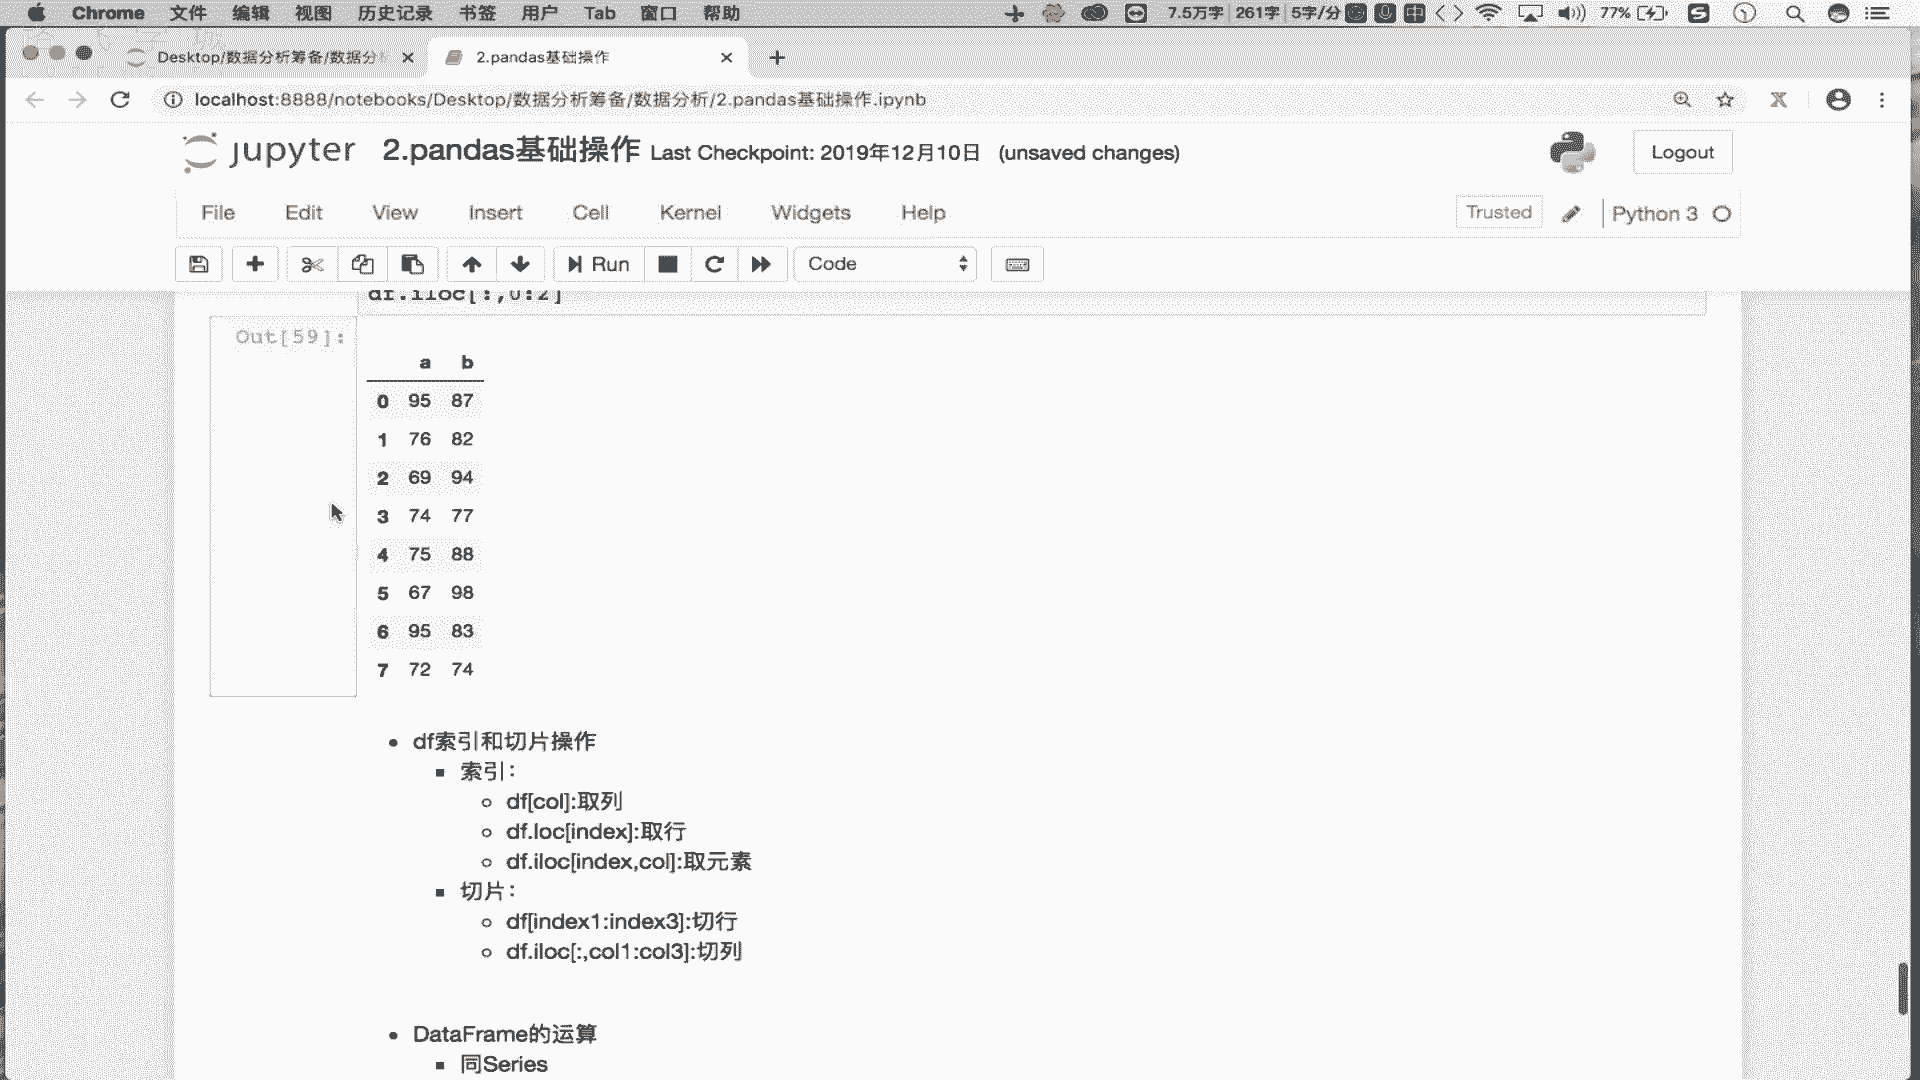 Chrome 文件 编辑 视图 历史记录 书签 用户 Tab 窗口 帮助 7.5万字 261字 5字/分 中 77%
Desktop/数据分析筹备/数据分析 2.pandas基础操作
localhost:8888/notebooks/Desktop/数据分析筹备/数据分析/2.pandas基础操作.ipynb
jupyter 2.pandas基础操作 Last Checkpoint: 2019年12月10日 (unsaved changes) Logout
File Edit View Insert Cell Kernel Widgets Help Trusted Python 3
Run Code
df.iloc[:,0:2]
Out[59]:
a b
0 95 87
1 76 82
2 69 94
3 74 77
4 75 88
5 67 98
6 95 83
7 72 74
df索引和切片操作
索引：
df[col]:取列
df.loc[index]:取行
df.iloc[index,col]:取元素
切片：
df[index1:index3]:切行
df.iloc[:,col1:col3]:切列
DataFrame的运算
同Series